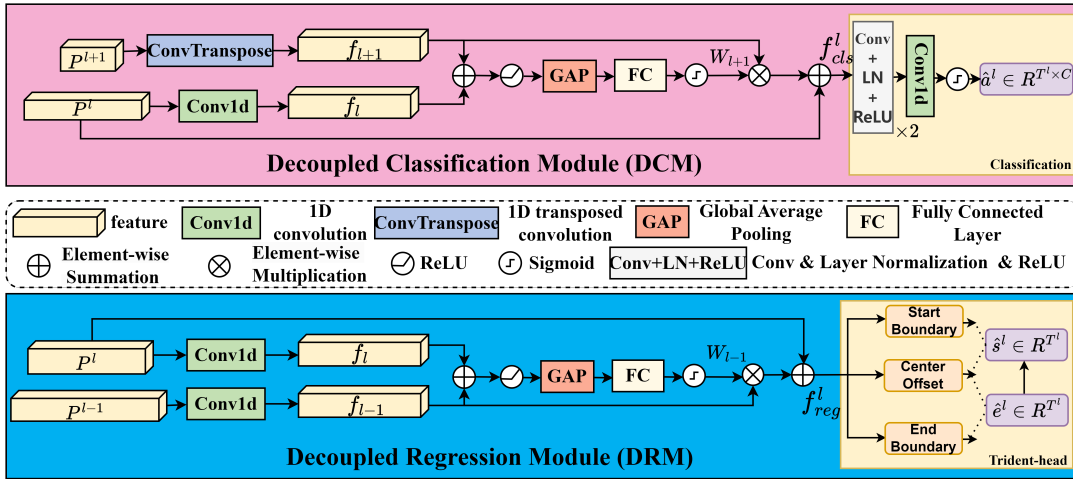 P^{l+1}
ConvTranspose
f_{l+1}
P^l
Conv1d
f_l
GAP
FC
W_{l+1}
f^l_{cls}
Conv
+
LN
+
ReLU
×2
Conv1d
â^l ∈ R^{T^l×C}
Classification
Decoupled Classification Module (DCM)
feature
Conv1d
1D
convolution
ConvTranspose
1D transposed
convolution
GAP
Global Average
Pooling
FC
Fully Connected
Layer
Element-wise
Summation
Element-wise
Multiplication
ReLU
Sigmoid
Conv+LN+ReLU
Conv & Layer Normalization & ReLU
P^l
Conv1d
f_l
P^{l-1}
Conv1d
f_{l-1}
GAP
FC
W_{l-1}
f^l_{reg}
Start
Boundary
Center
Offset
End
Boundary
ŝ^l ∈ R^{T^l}
ê^l ∈ R^{T^l}
Trident-head
Decoupled Regression Module (DRM)